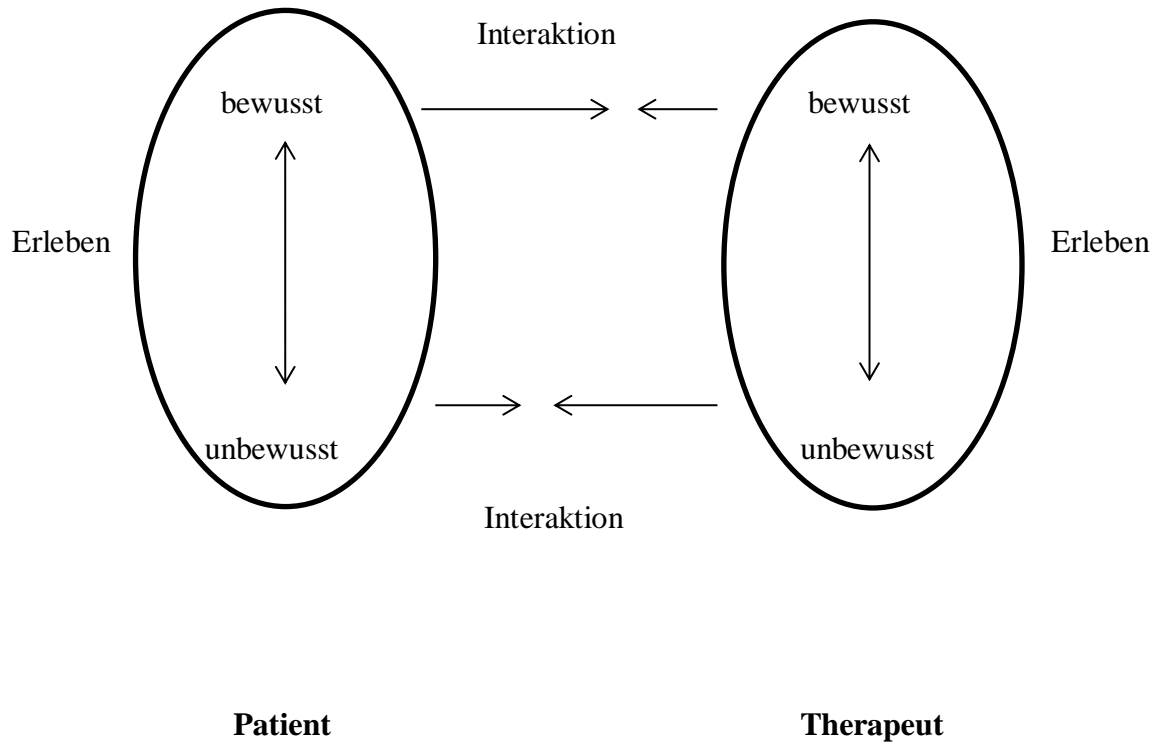 Interaktion
bewusst
bewusst
Erleben
Erleben
unbewusst
unbewusst
Interaktion
Patient
Therapeut